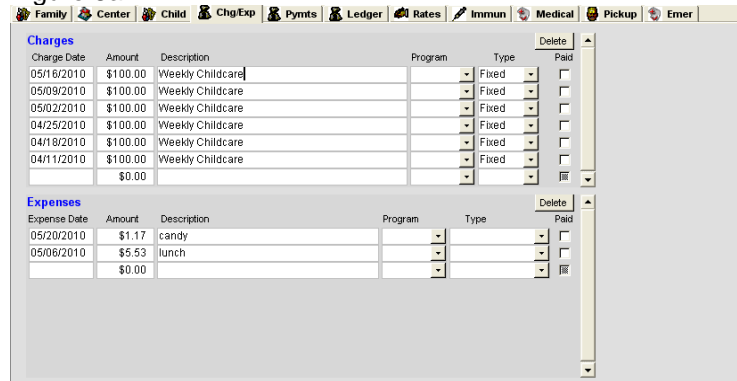 Family Center Child Chg/Exp Pymts Ledger Rates Immun Medical Pickup Emer
Charges Delete
Charge Date Amount Description Program Type Paid
05/16/2010 $100.00 Weekly Childcare Fixed
05/09/2010 $100.00 Weekly Childcare Fixed
05/02/2010 $100.00 Weekly Childcare Fixed
04/25/2010 $100.00 Weekly Childcare Fixed
04/18/2010 $100.00 Weekly Childcare Fixed
04/11/2010 $100.00 Weekly Childcare Fixed
$0.00
Expenses Delete
Expense Date Amount Description Program Type Paid
05/20/2010 $1.17 candy
05/06/2010 $5.53 lunch
$0.00